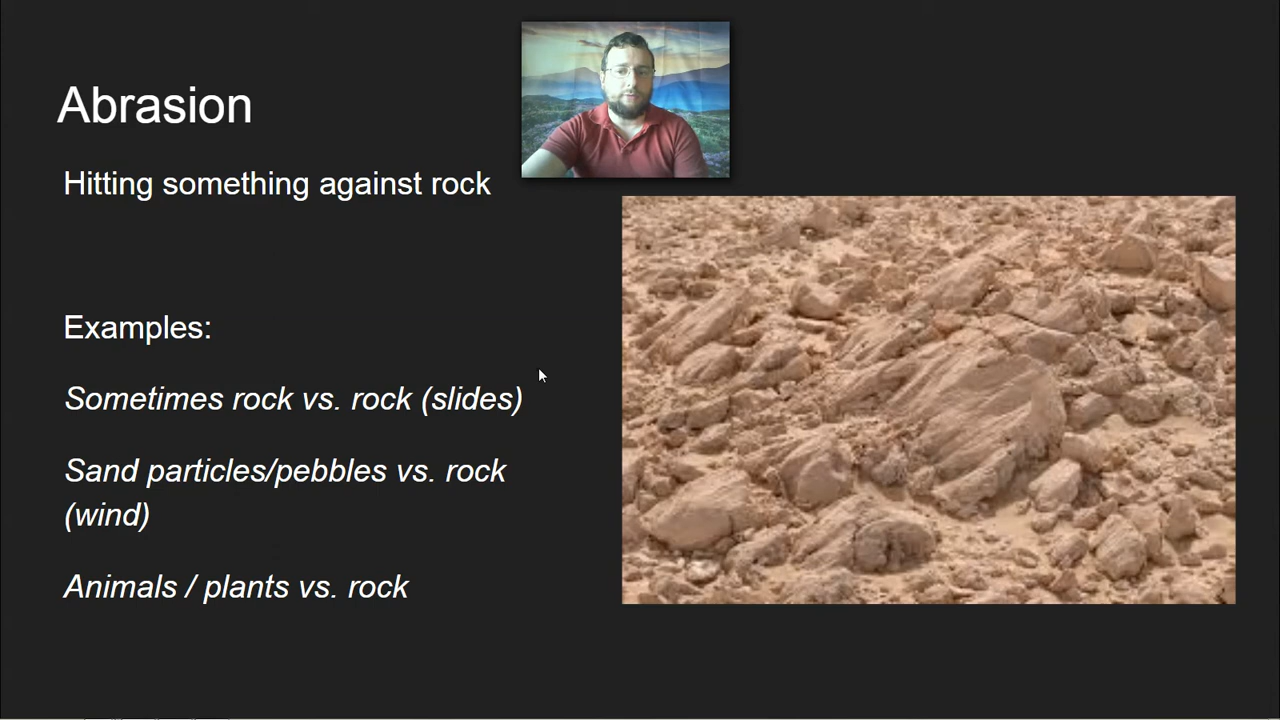 Abrasion
Hitting something against rock
Examples:
Sometimes rock vs. rock (slides)
Sand particles/pebbles vs. rock
(wind)
Animals / plants vs. rock